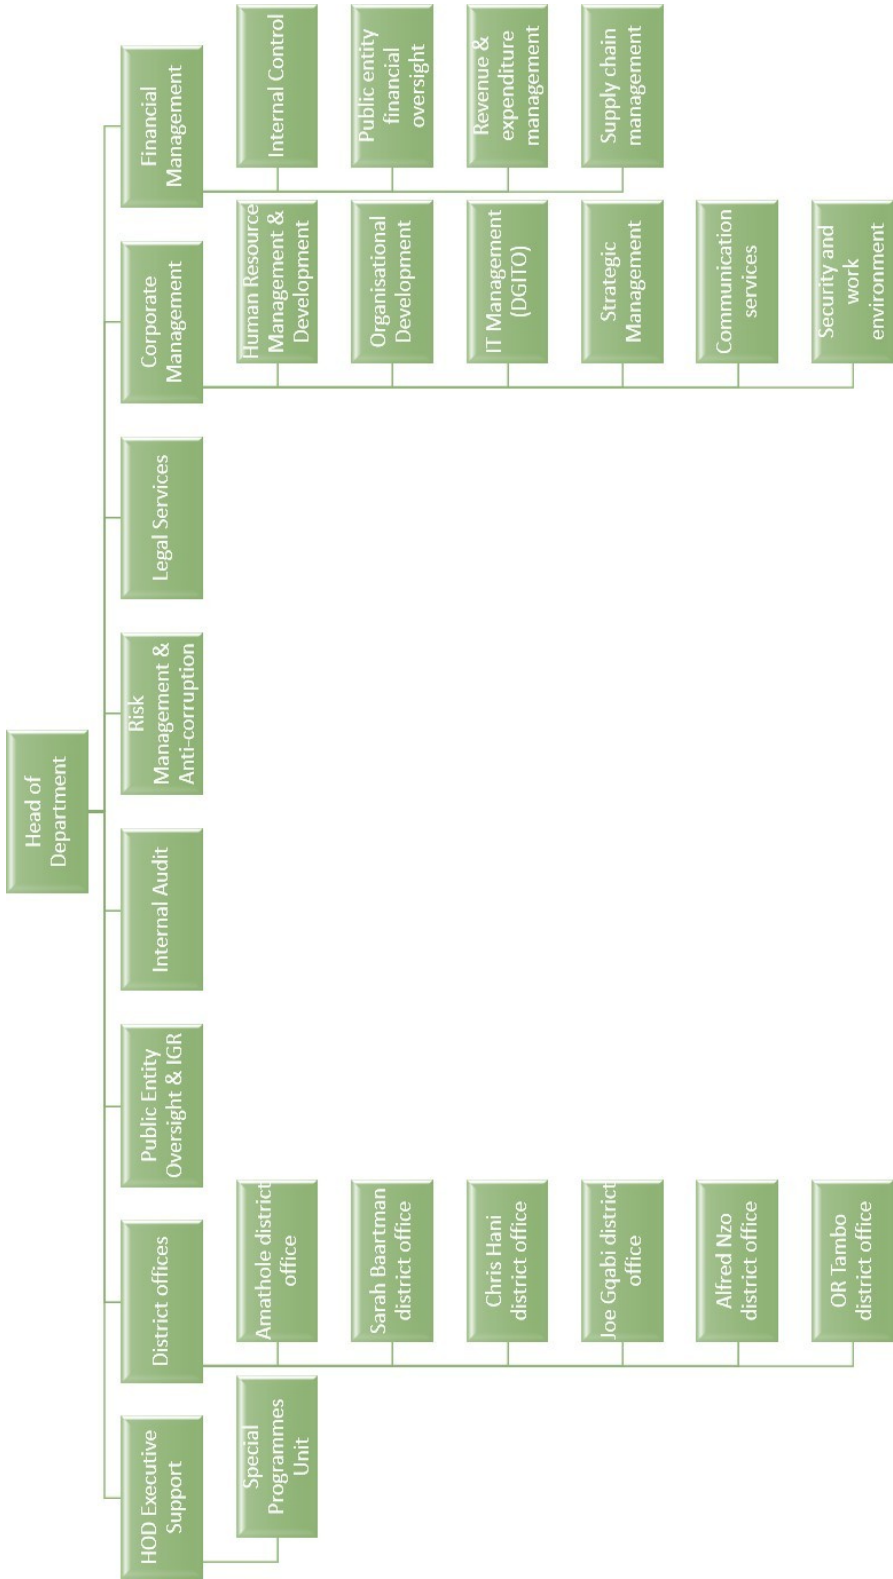 Head of
Department
HOD Executive
Support
Special
Programmes
Unit
District offices
Amathole district
office
Sarah Baartman
district office
Chris Hani
district office
Joe Gqabi district
office
Alfred Nzo
district office
OR Tambo
district office
Public Entity
Oversight & IGR
Internal Audit
Risk
Management &
Anti-corruption
Legal Services
Corporate
Management
Human Resource
Management &
Development
Organisational
Development
IT Management
(DGITO)
Strategic
Management
Communication
services
Security and
work
environment
Financial
Management
Internal Control
Public entity
financial
oversight
Revenue &
expenditure
management
Supply chain
management